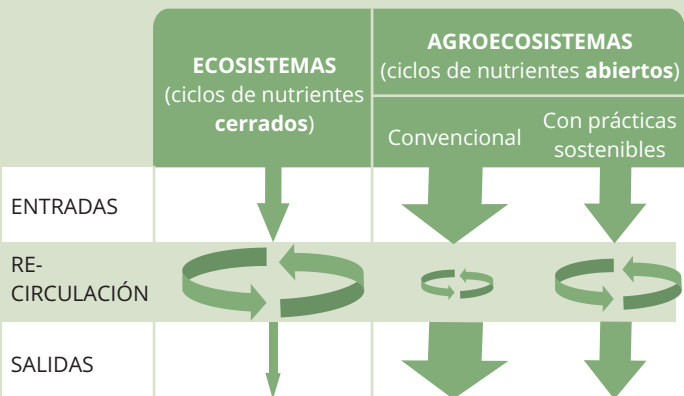 ECOSISTEMAS
(ciclos de nutrientes
cerrados)
AGROECOSISTEMAS
(ciclos de nutrientes abiertos)
Convencional
Con prácticas
sostenibles
ENTRADAS
RE-
CIRCULACIÓN
SALIDAS